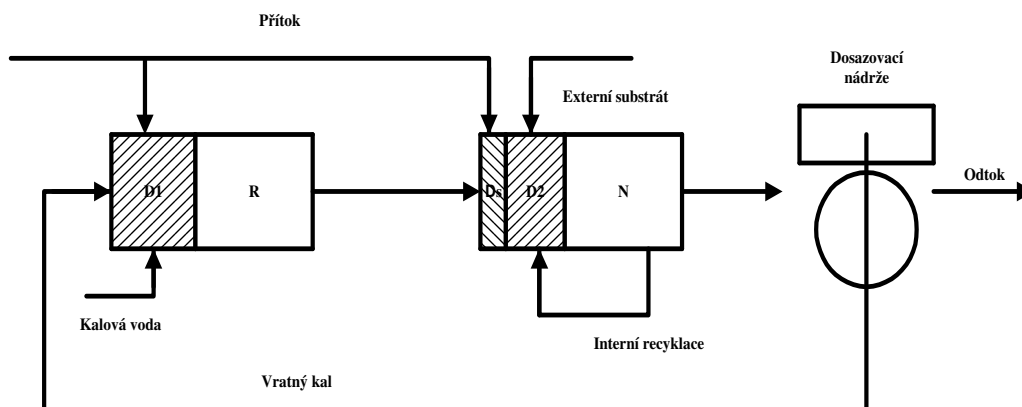 Přítok
Dosazovací
nádrže
Externí substrát
D1
R
Ds
D2
N
Odtok
Kalová voda
Interní recyklace
Vratný kal